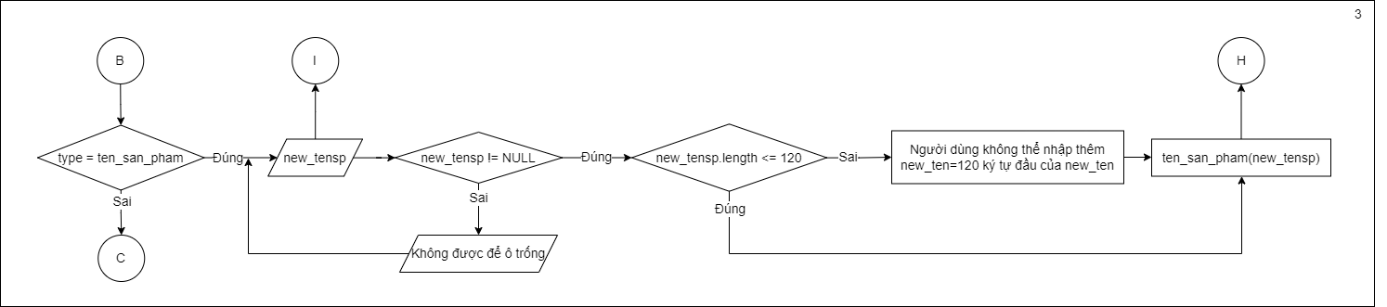 3
B
I
H
type = ten_san_pham
Đúng
new_tensp
new_tensp != NULL
Đúng
new_tensp.length <= 120
Sai
Người dùng không thể nhập thêm
new_ten=120 ký tự đầu của new_ten
ten_san_pham(new_tensp)
Sai
Sai
Đúng
C
Không được để ô trống